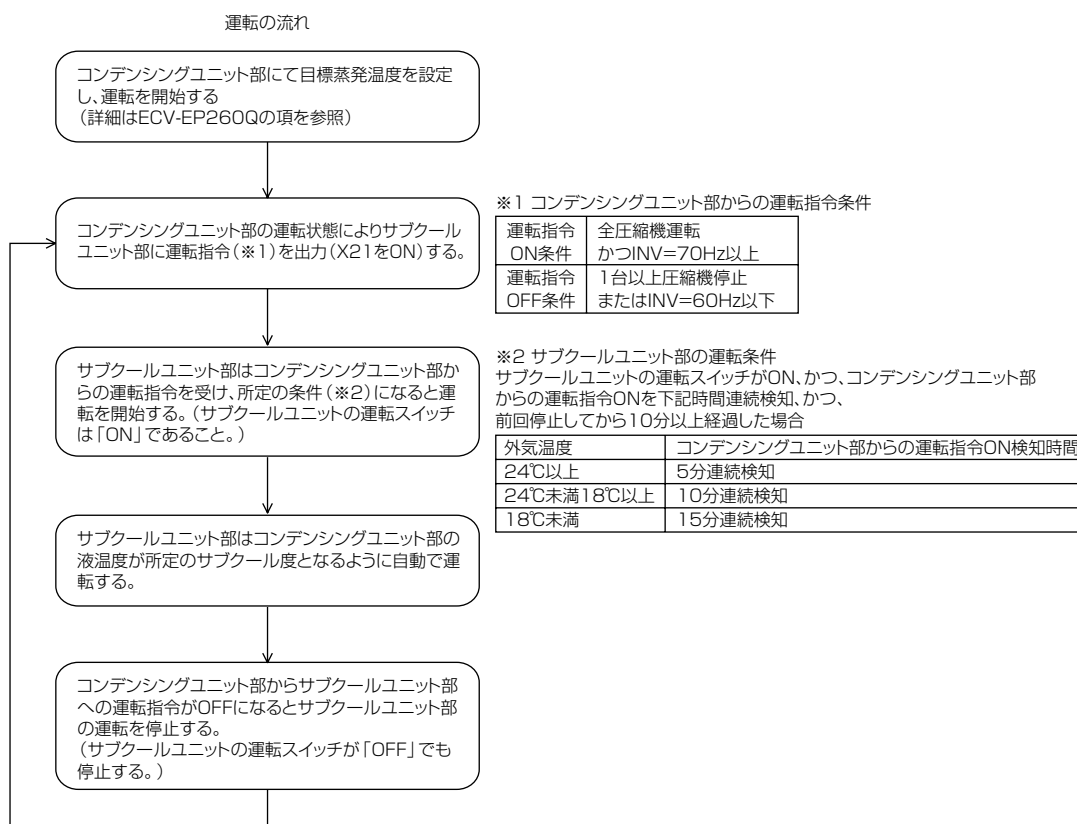 運転の流れ
コンデンシングユニット部にて目標蒸発温度を設定
し、運転を開始する
（詳細はECV-EP260Qの項を参照）
コンデンシングユニット部の運転状態によりサブクール
ユニット部に運転指令（※1）を出力（X21をON）する。
※1 コンデンシングユニット部からの運転指令条件
運転指令 全圧縮機運転
ON条件 かつINV=70Hz以上
運転指令 1台以上圧縮機停止
OFF条件 またはINV=60Hz以下
サブクールユニット部はコンデンシングユニット部か
らの運転指令を受け、所定の条件（※2）になると運
転を開始する。（サブクールユニットの運転スイッチ
は「ON」であること。）
※2 サブクールユニット部の運転条件
サブクールユニットの運転スイッチがON、かつ、コンデンシングユニット部
からの運転指令ONを下記時間連続検知、かつ、
前回停止してから10分以上経過した場合
外気温度 コンデンシングユニット部からの運転指令ON検知時間
24℃以上 5分連続検知
24℃未満18℃以上 10分連続検知
18℃未満 15分連続検知
サブクールユニット部はコンデンシングユニット部の
液温度が所定のサブクール度となるように自動で運
転する。
コンデンシングユニット部からサブクールユニット部
への運転指令がOFFになるとサブクールユニット部
の運転を停止する。
（サブクールユニットの運転スイッチが「OFF」でも
停止する。）